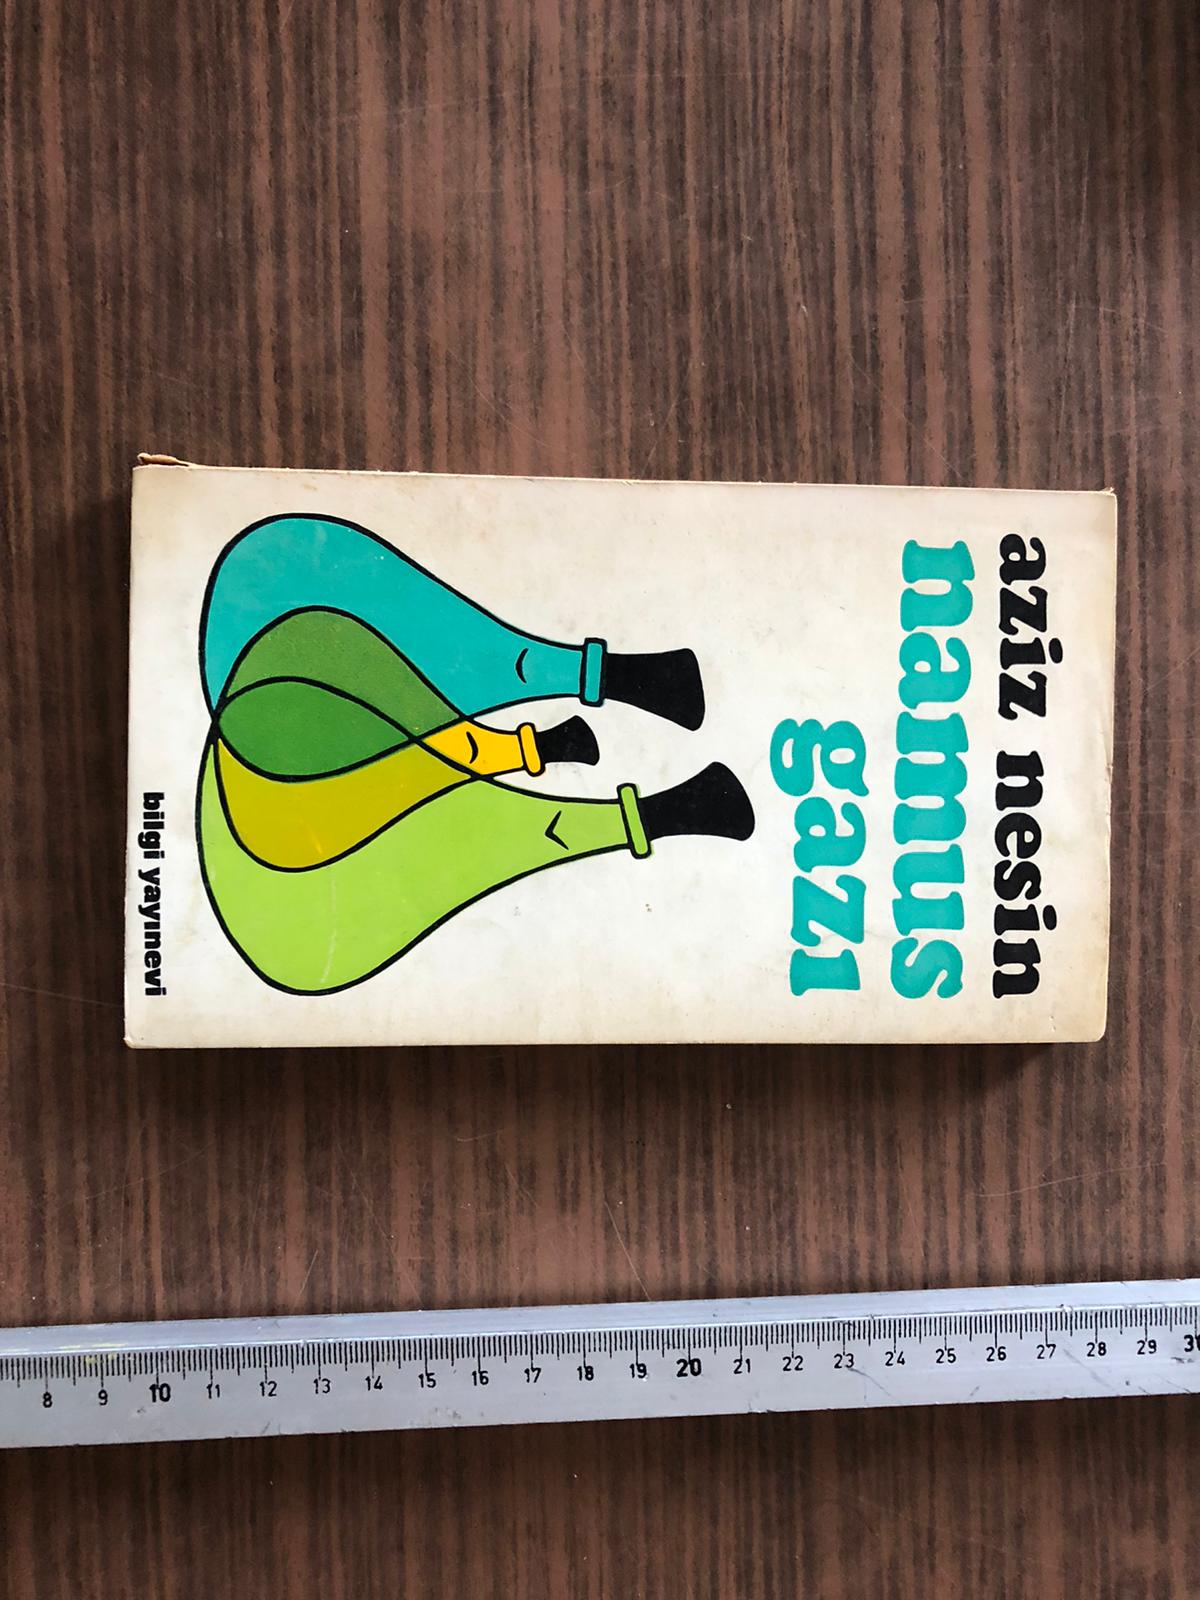 aziz nesin
namus
gazı
bilgi yayınevi
8 9 10 11 12 13 14 15 16 17 18 19 20 21 22 23 24 25 26 27 28 29 30